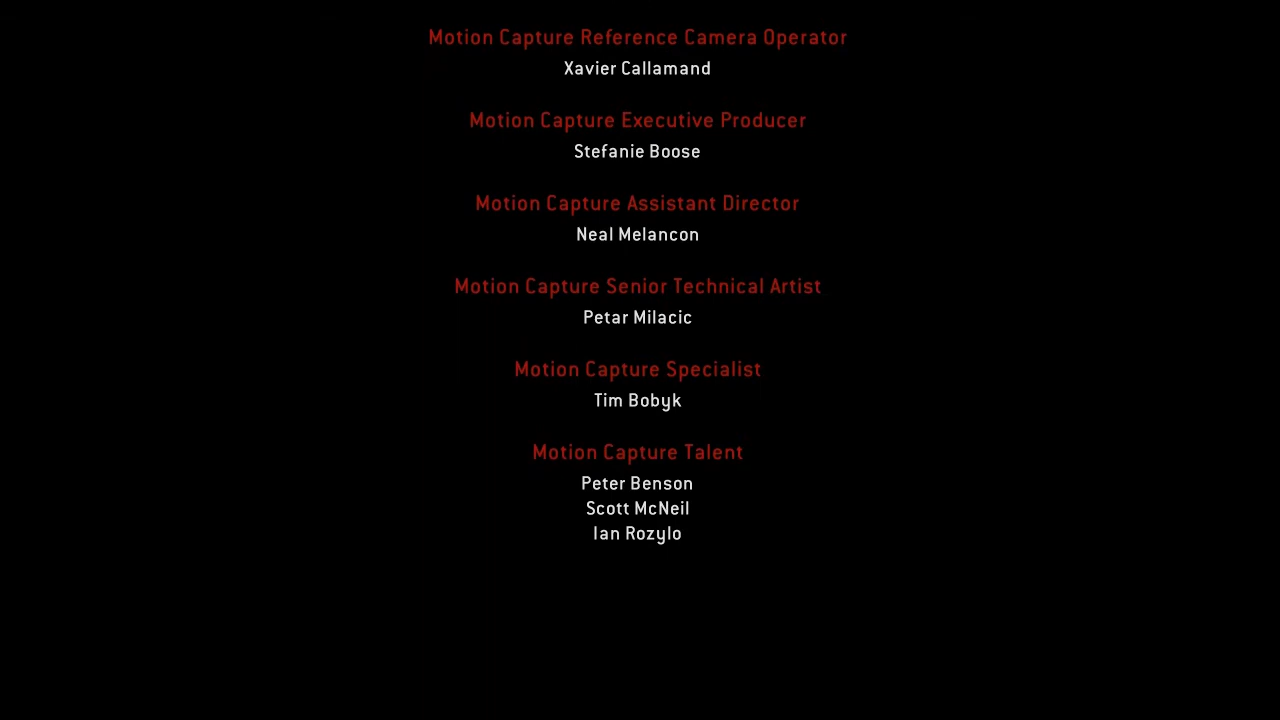 Motion Capture Reference Camera Operator
Xavier Callamand
Motion Capture Executive Producer
Stefanie Boose
Motion Capture Assistant Director
Neal Melancon
Motion Capture Senior Technical Artist
Petar Milacic
Motion Capture Specialist
Tim Bobyk
Motion Capture Talent
Peter Benson
Scott McNeil
Ian Rozylo